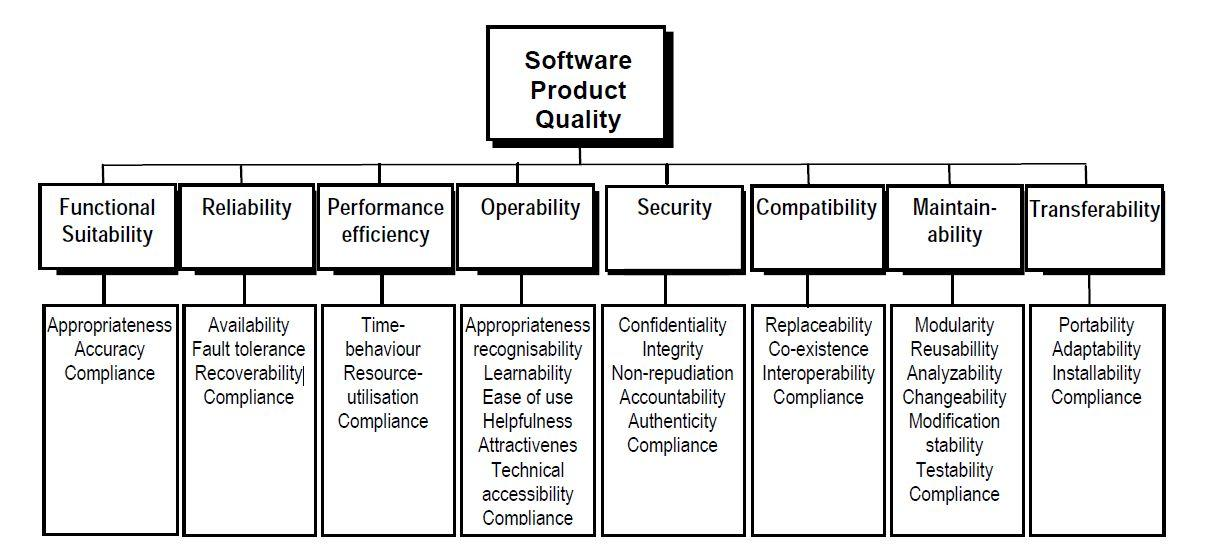 Software
Product
Quality
Functional
Suitability
Reliability
Performance
efficiency
Operability
Security
Compatibility
Maintain-
ability
Transferability
Appropriateness
Accuracy
Compliance
Availability
Fault tolerance
Recoverability
Compliance
Time-
behaviour
Resource-
utilisation
Compliance
Appropriateness
recognisability
Learnability
Ease of use
Helpfulness
Attractivenes
Technical
accessibility
Compliance
Confidentiality
Integrity
Non-repudiation
Accountability
Authenticity
Compliance
Replaceability
Co-existence
Interoperability
Compliance
Modularity
Reusabillity
Analyzability
Changeability
Modification
stability
Testability
Compliance
Portability
Adaptability
Installability
Compliance